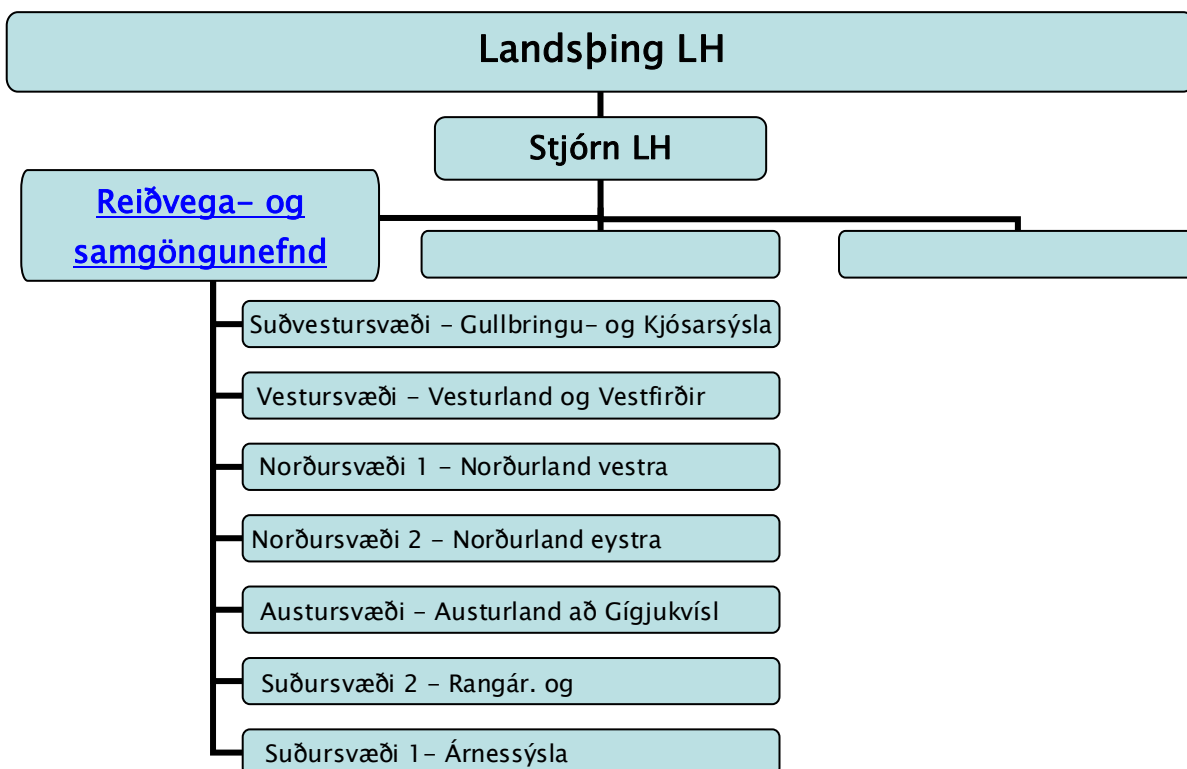 Landsþing LH
Stjórn LH
Reiðvega- og
samgöngunefnd
Suðvestursvæði - Gullbringu- og Kjósarsýsla
Vestursvæði - Vesturland og Vestfirðir
Norðursvæði 1 - Norðurland vestra
Norðursvæði 2 - Norðurland eystra
Austursvæði - Austurland að Gígjukvísl
Suðursvæði 2 - Rangár. og
Suðursvæði 1- Árnessýsla